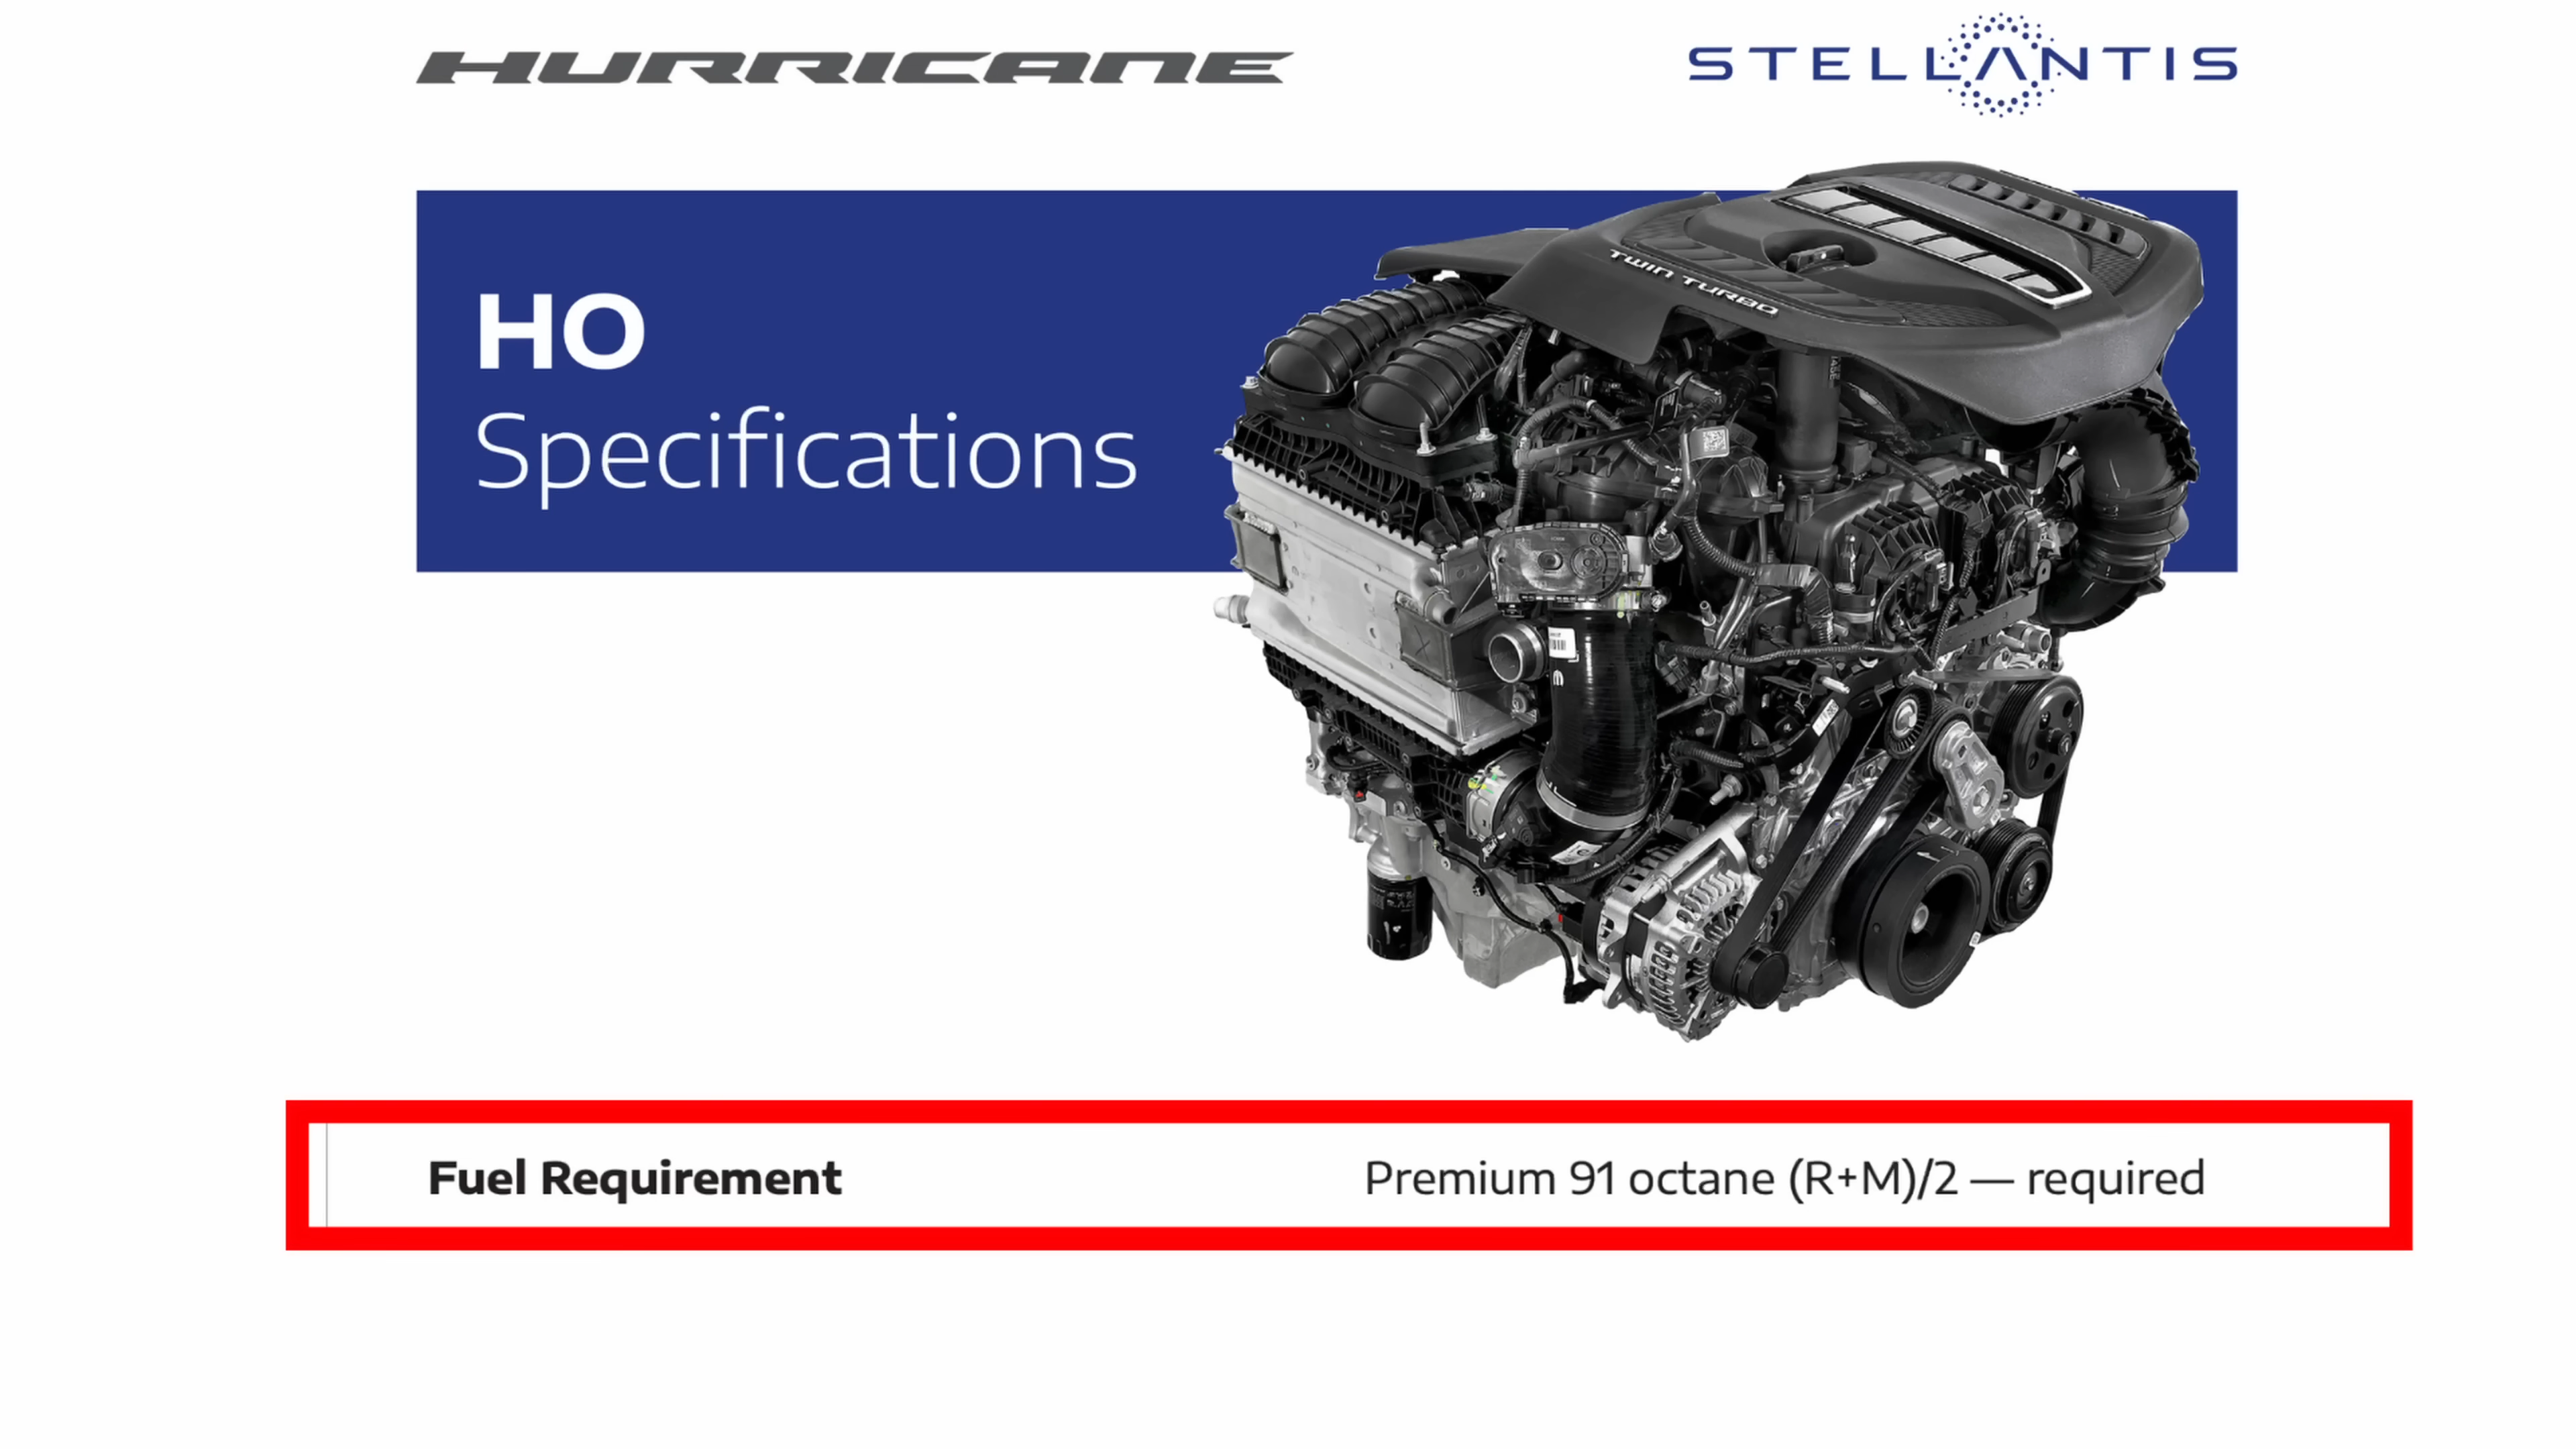 HURRICANE
STELLANTIS
HO
Specifications
TWIN TURBO
Fuel Requirement
Premium 91 octane (R+M)/2 — required